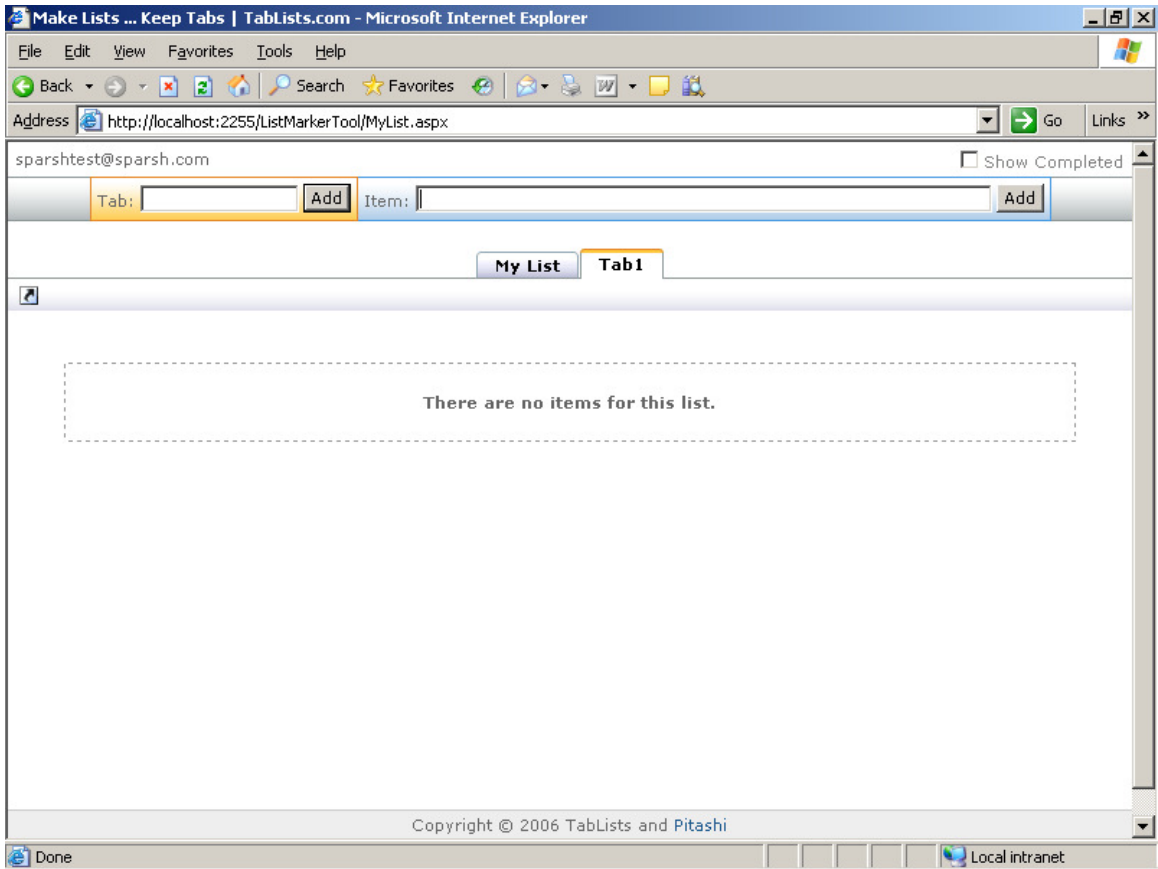 Make Lists ... Keep Tabs | TabLists.com - Microsoft Internet Explorer
File Edit View Favorites Tools Help
Back Search Favorites W
Address http://localhost:2255/ListMarkerTool/MyList.aspx Go Links »
sparshtest@sparsh.com Show Completed
Tab: Add Item: Add
My List Tab1
There are no items for this list.
Copyright © 2006 TabLists and Pitashi
Done Local intranet